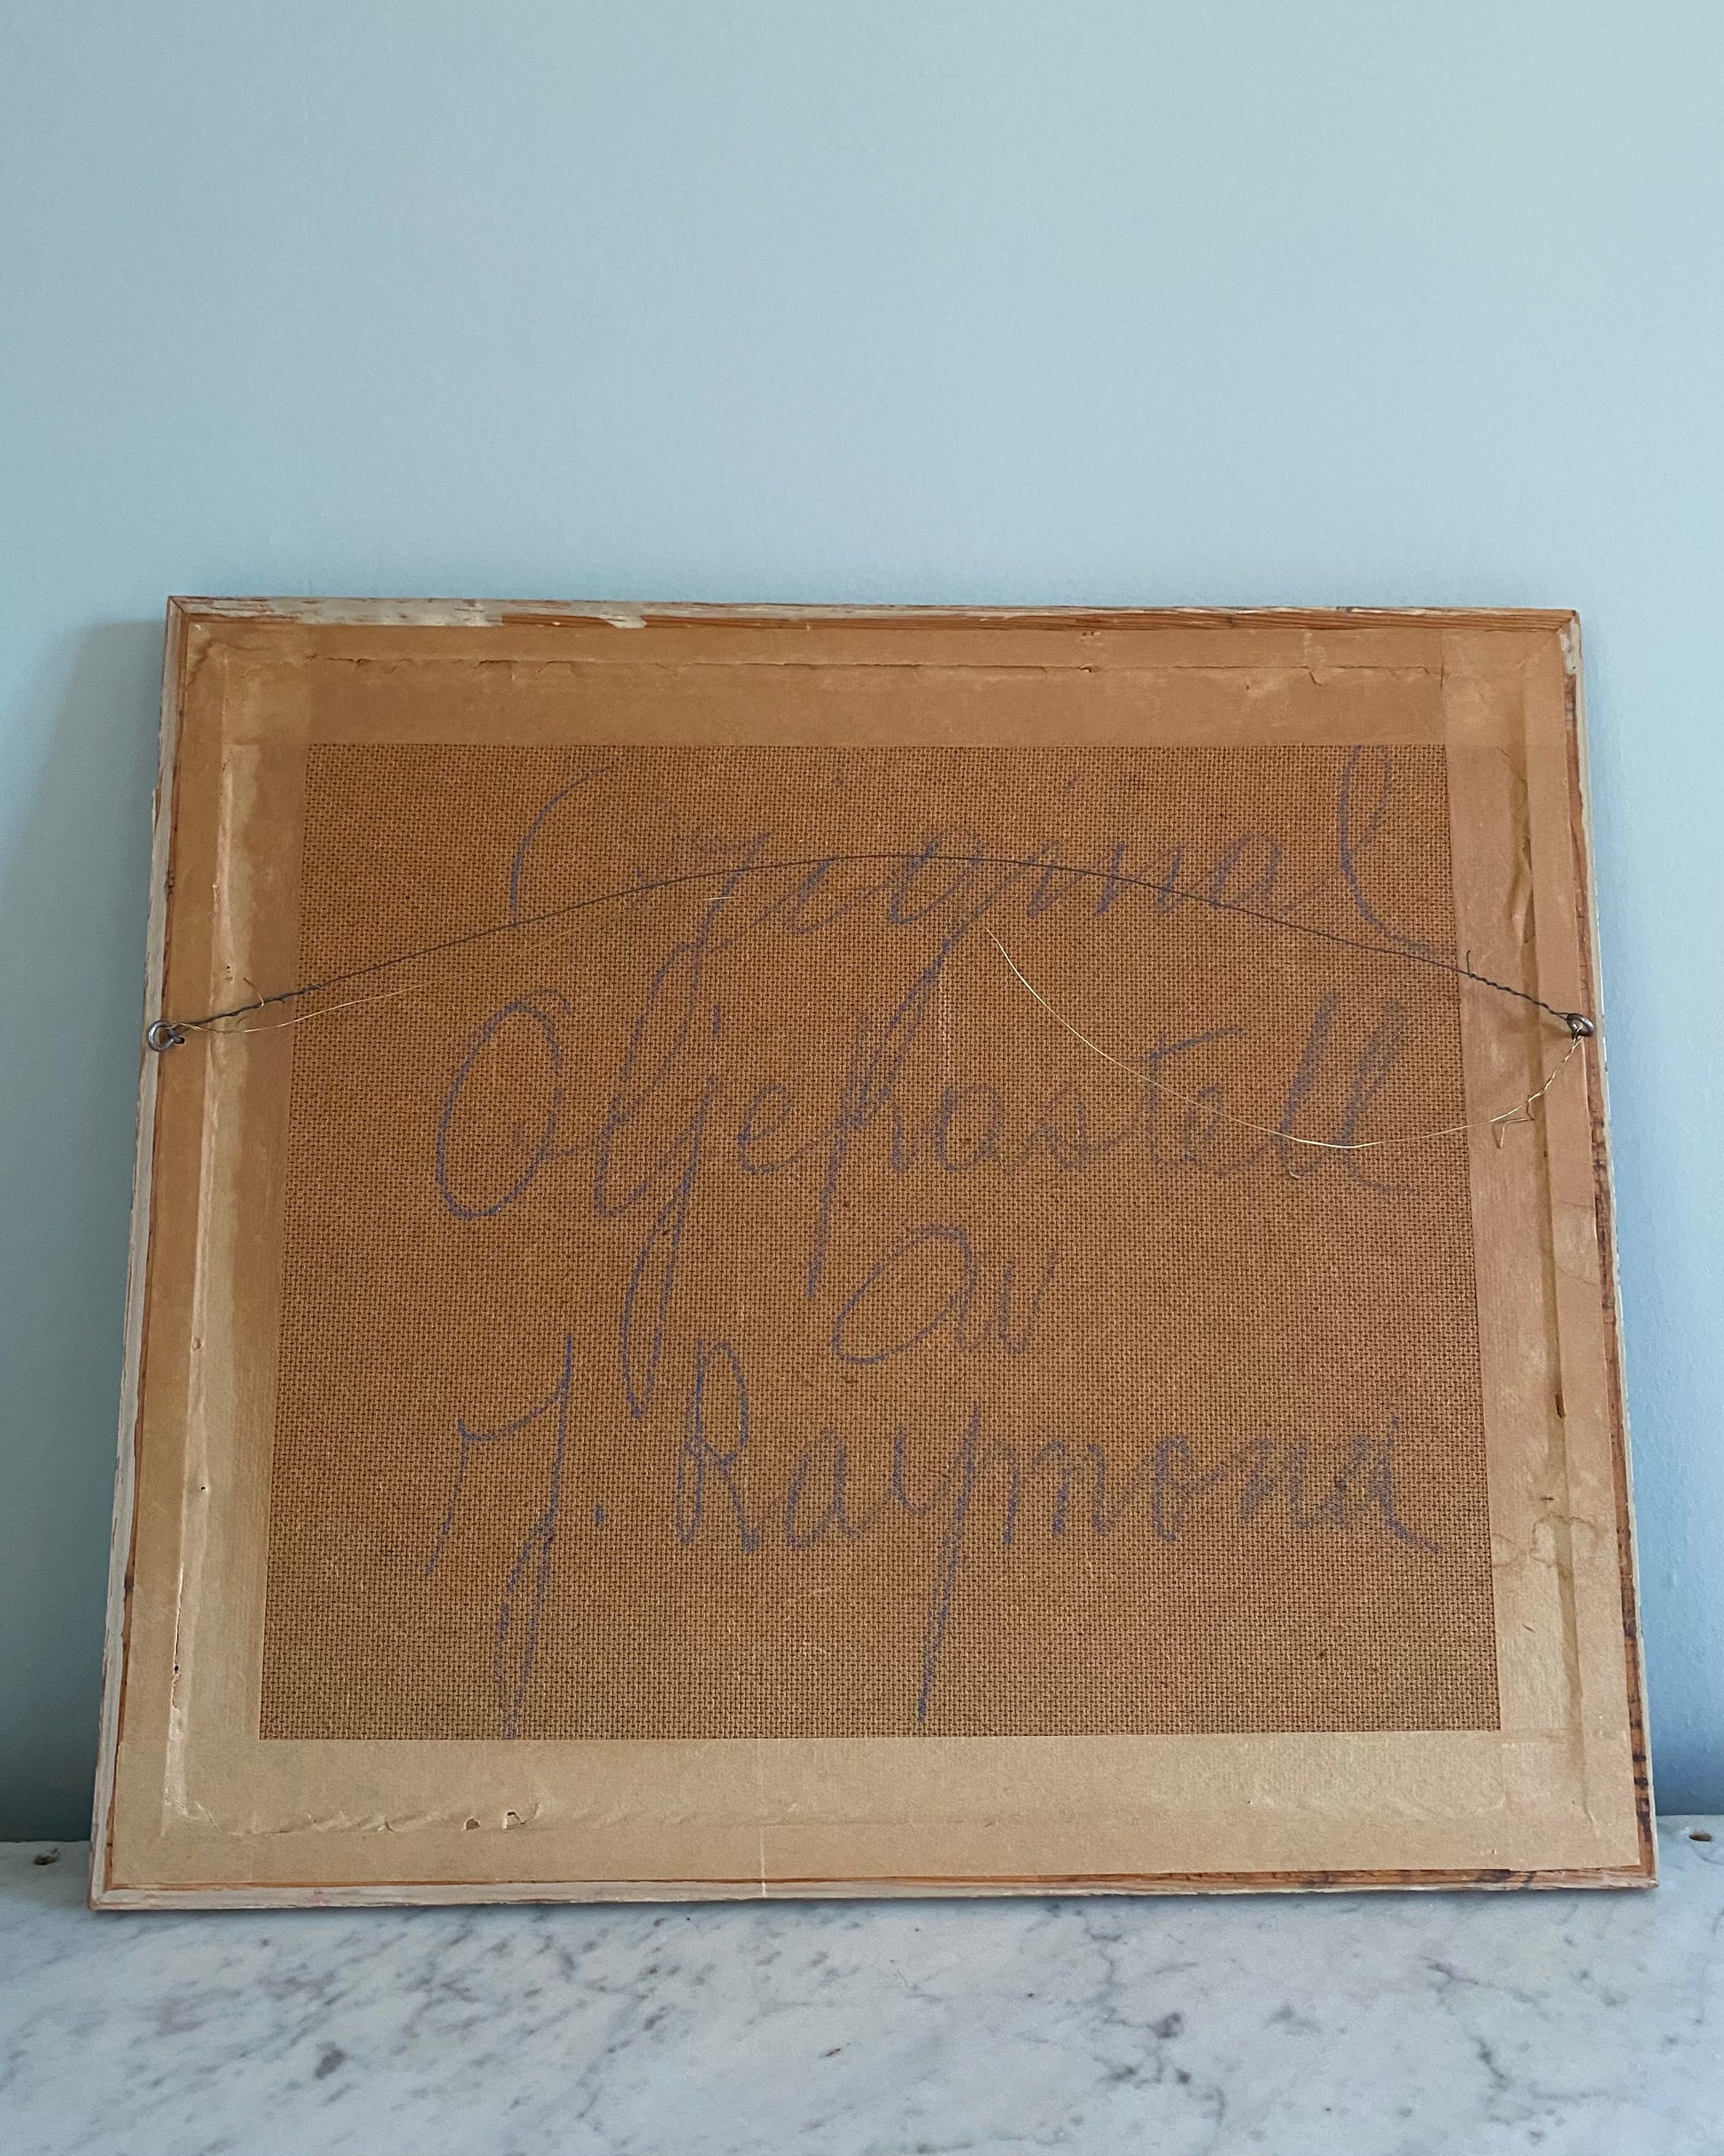 Original
Oljepastell
av
J. Raymond